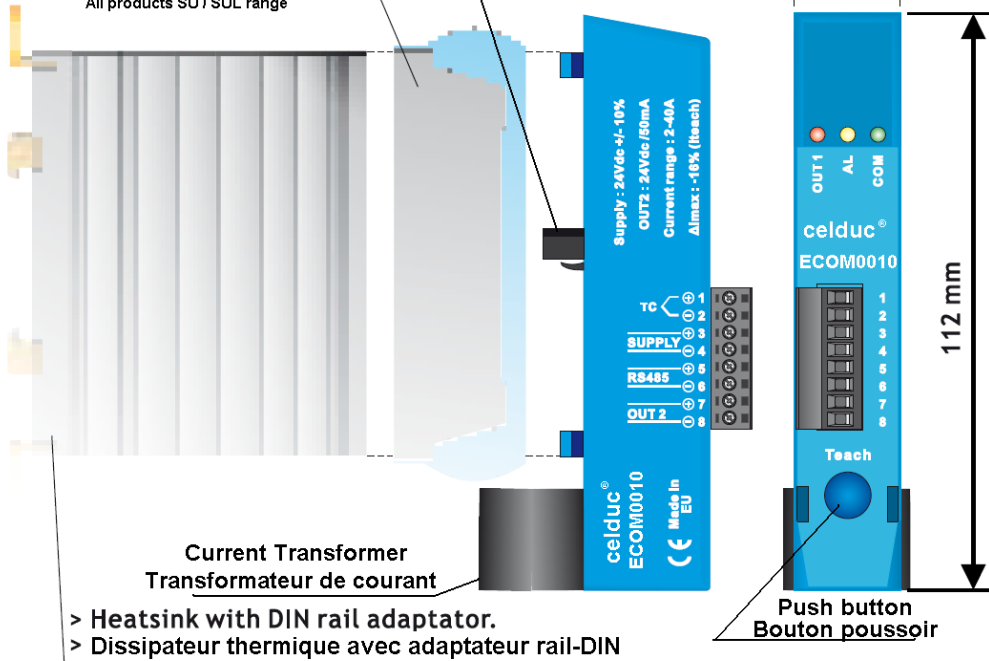 All products SO / SUL range
Supply : 24Vdc +/- 10%
OUT2 : 24Vdc /50mA
Current range : 2-40A
ΔImax : -16% (Iteach)
TC
⊕ 1
⊖ 2
SUPPLY
⊕ 3
⊖ 4
RS485
⊕ 5
⊖ 6
OUT 2
⊕ 7
⊖ 8
celduc®
ECOM0010
CE Made in
EU
OUT1
AL
COM
celduc®
ECOM0010
1
2
3
4
5
6
7
8
Teach
112 mm
Current Transformer
Transformateur de courant
> Heatsink with DIN rail adaptator.
> Dissipateur thermique avec adaptateur rail-DIN
Push button
Bouton poussoir